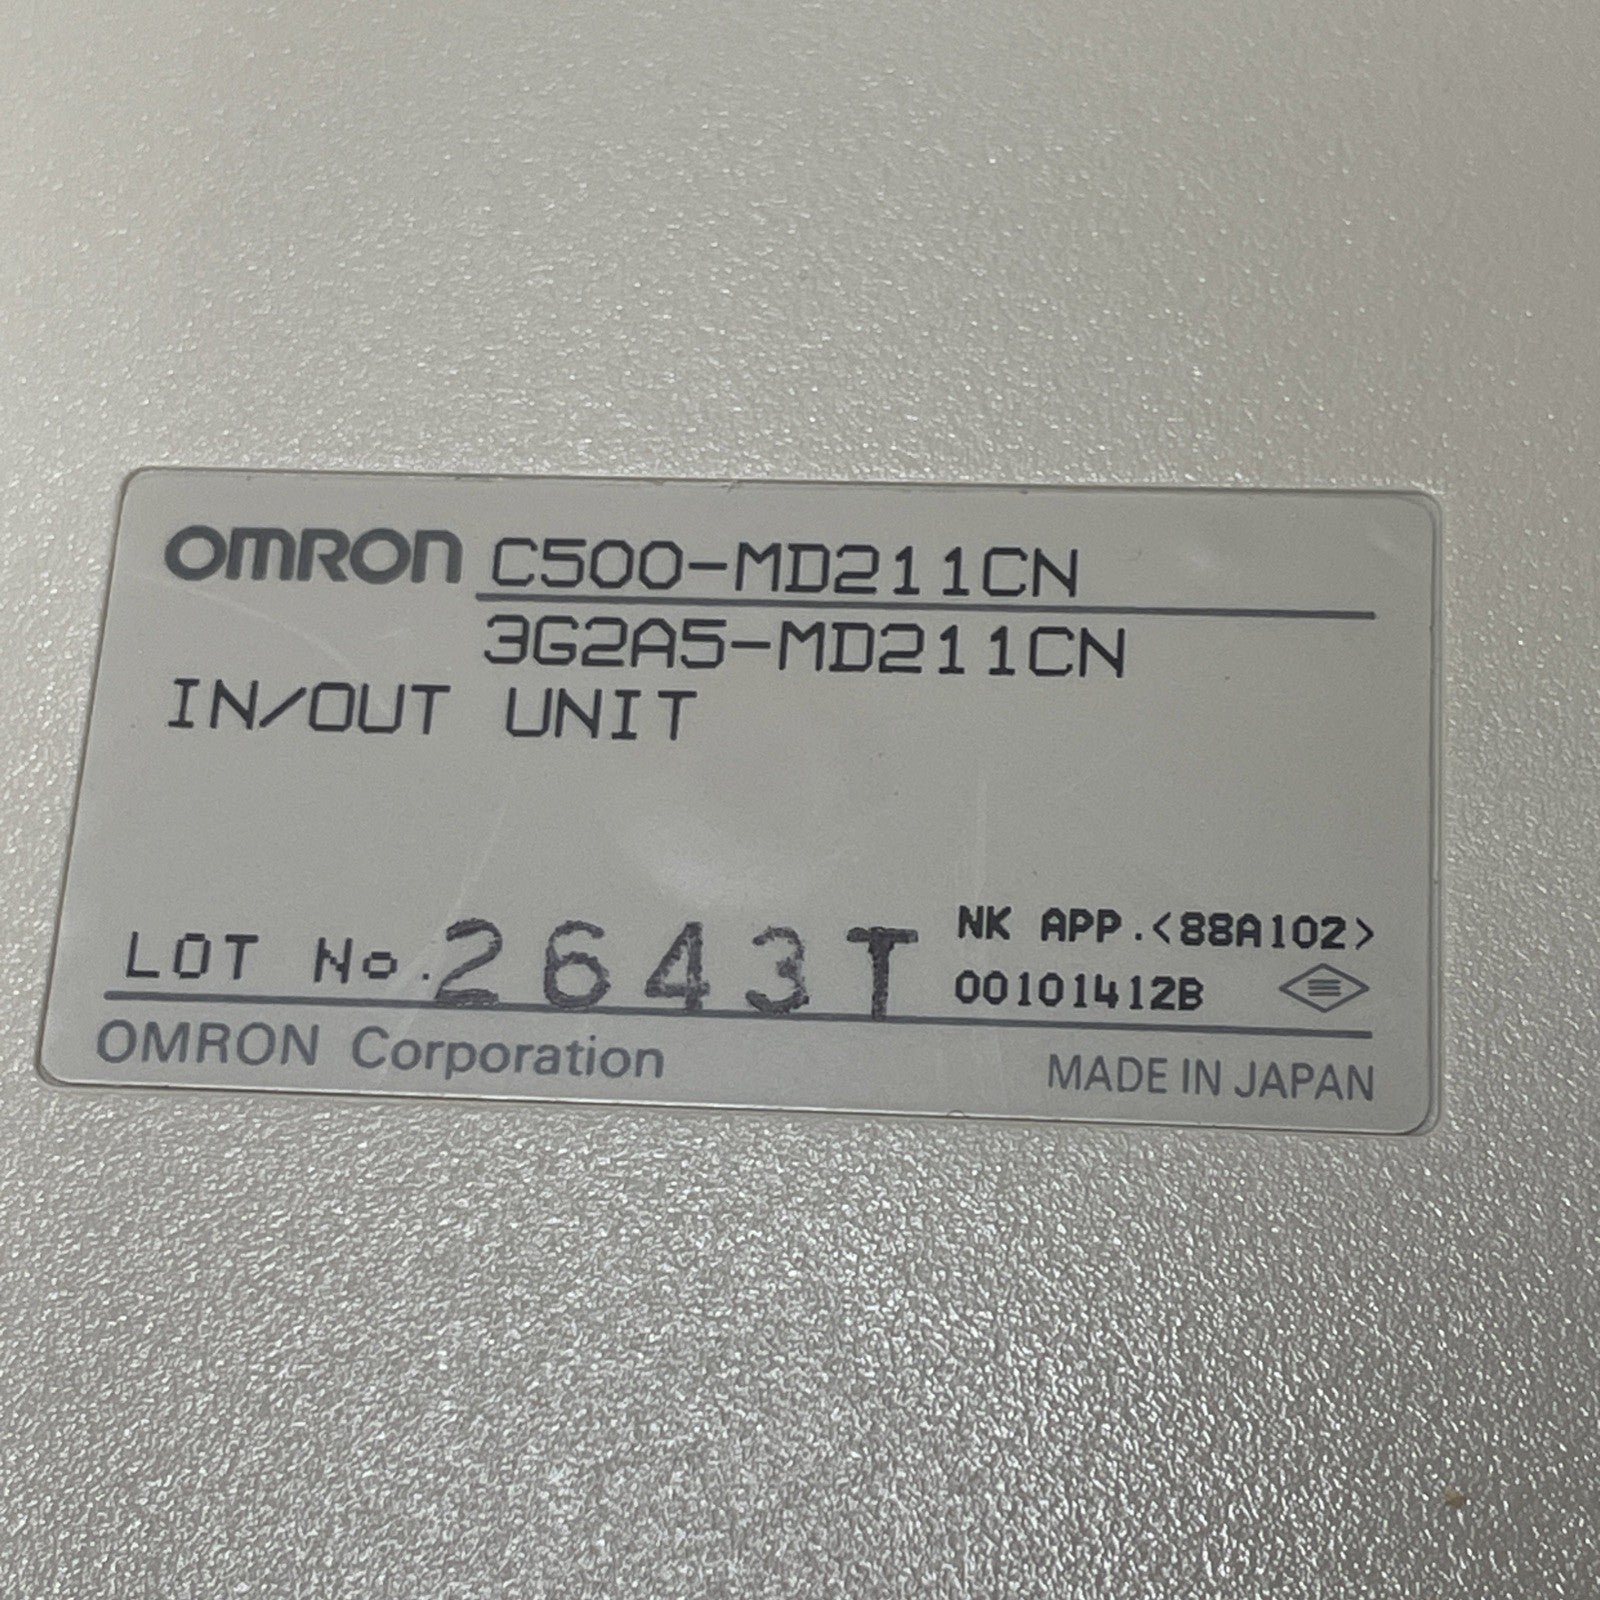 OMRON C500-MD211CN
3G2A5-MD211CN
IN/OUT UNIT
NK APP.<88A102>
LOT No. 2643T
00101412B
OMRON Corporation MADE IN JAPAN